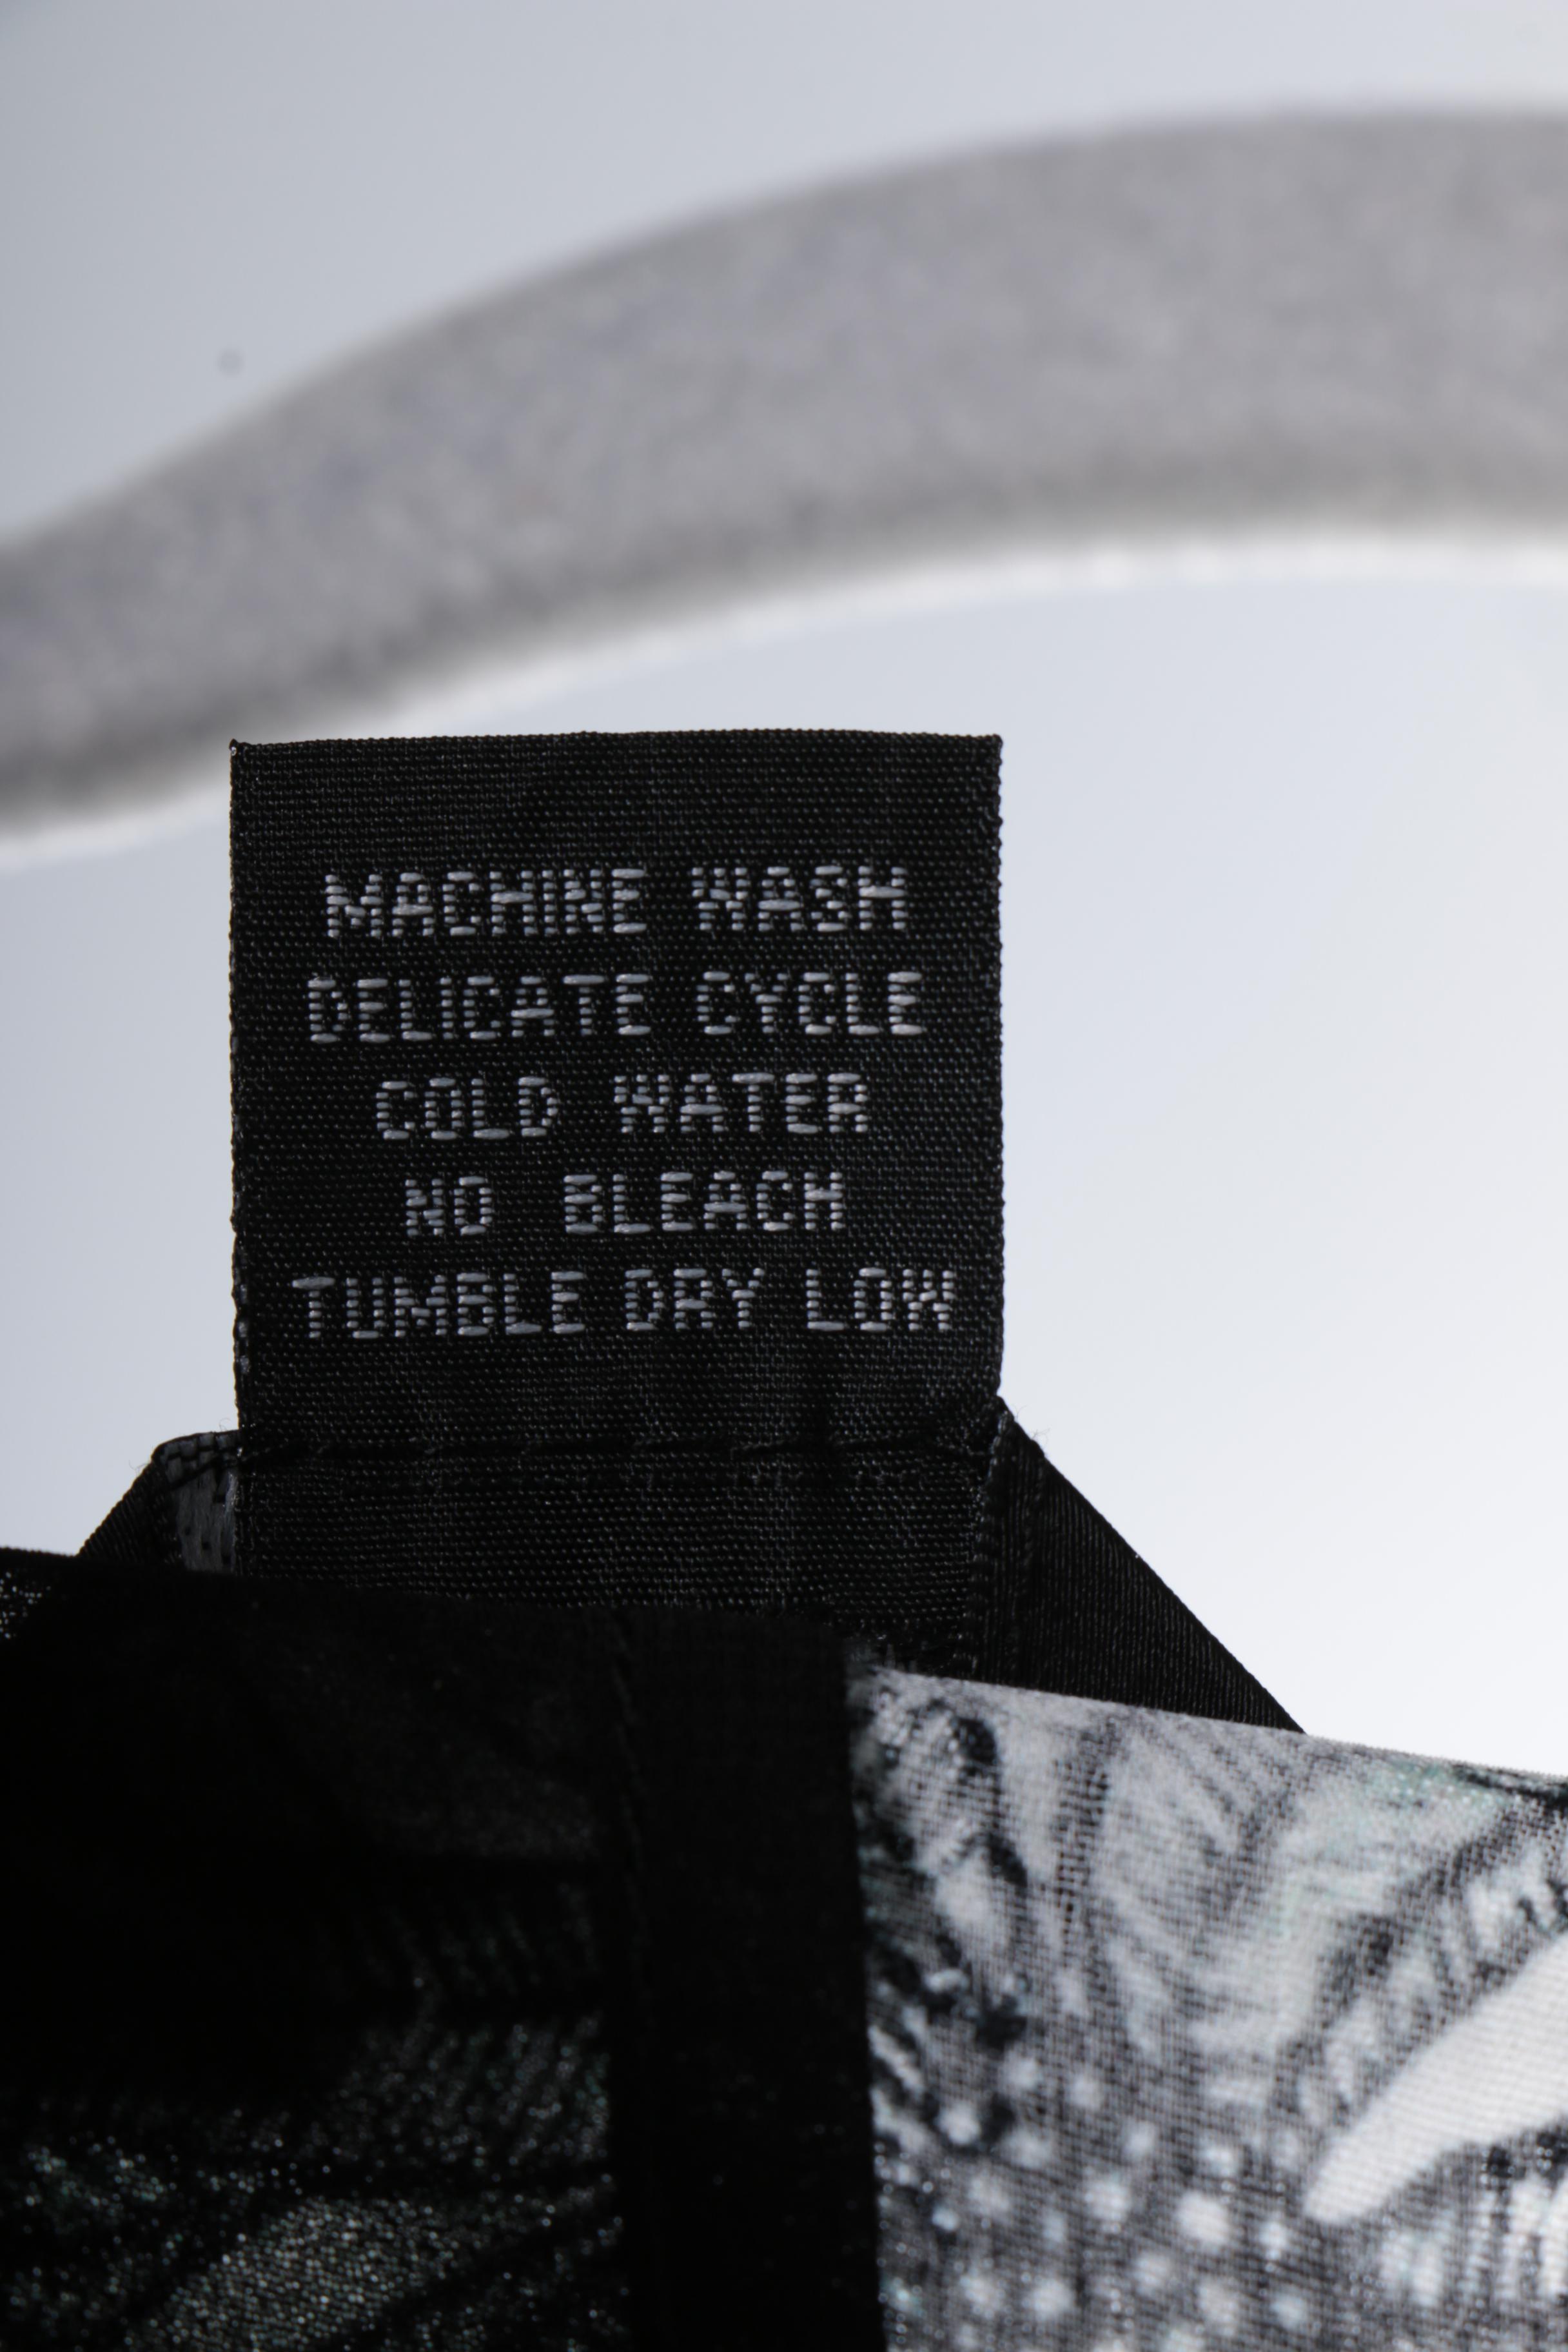 MACHINE WASH
DELICATE CYCLE
COLD WATER
NO BLEACH
TUMBLE DRY LOW